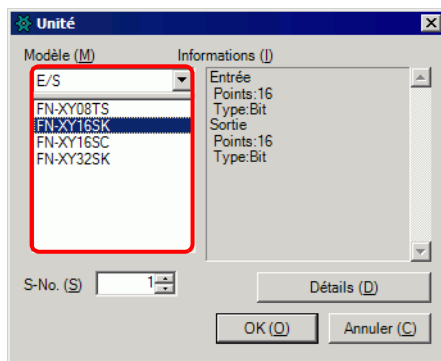 Unité
Modèle (M)
Informations (I)
E/S
FN-XY08TS
FN-XY16SK
FN-XY16SC
FN-XY32SK
Entrée
Points:16
Type:Bit
Sortie
Points:16
Type:Bit
S-No. (S)
1
Détails (D)
OK (O)
Annuler (C)